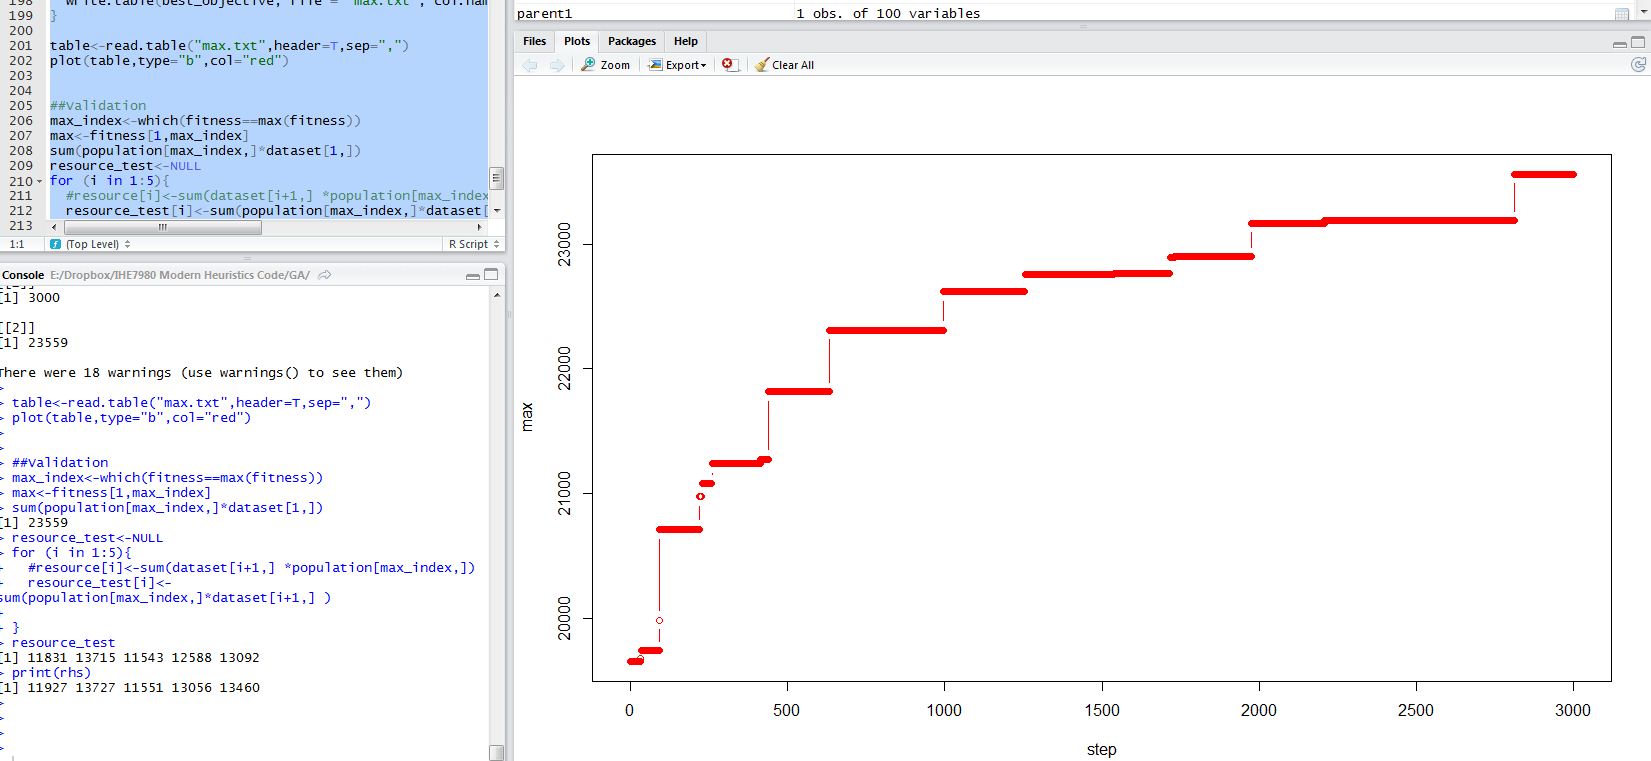 198 write.table(best_objective, file = "max.txt", col.nam
199 }
200
201 table<-read.table("max.txt",header=T,sep=",")
202 plot(table,type="b",col="red")
203
204
205 ##Validation
206 max_index<-which(fitness==max(fitness))
207 max<-fitness[1,max_index]
208 sum(population[max_index,]*dataset[1,])
209 resource_test<-NULL
210 for (i in 1:5){
211 #resource[i]<-sum(dataset[i+1,] *population[max_index
212 resource_test[i]<-sum(population[max_index,]*dataset[
213
1:1 (Top Level) R Script
Console E:/Dropbox/IHE7980 Modern Heuristics Code/GA/
[1] 3000
[[2]]
[1] 23559
There were 18 warnings (use warnings() to see them)
>
> table<-read.table("max.txt",header=T,sep=",")
> plot(table,type="b",col="red")
>
>
> ##Validation
> max_index<-which(fitness==max(fitness))
> max<-fitness[1,max_index]
> sum(population[max_index,]*dataset[1,])
[1] 23559
> resource_test<-NULL
> for (i in 1:5){
+ #resource[i]<-sum(dataset[i+1,] *population[max_index,])
+ resource_test[i]<-
sum(population[max_index,]*dataset[i+1,] )
+
+ }
> resource_test
[1] 11831 13715 11543 12588 13092
> print(rhs)
[1] 11927 13727 11551 13056 13460
>
>
>
>
parent1 1 obs. of 100 variables
Files Plots Packages Help
Zoom Export Clear All
23000
22000
21000
20000
max
0 500 1000 1500 2000 2500 3000
step